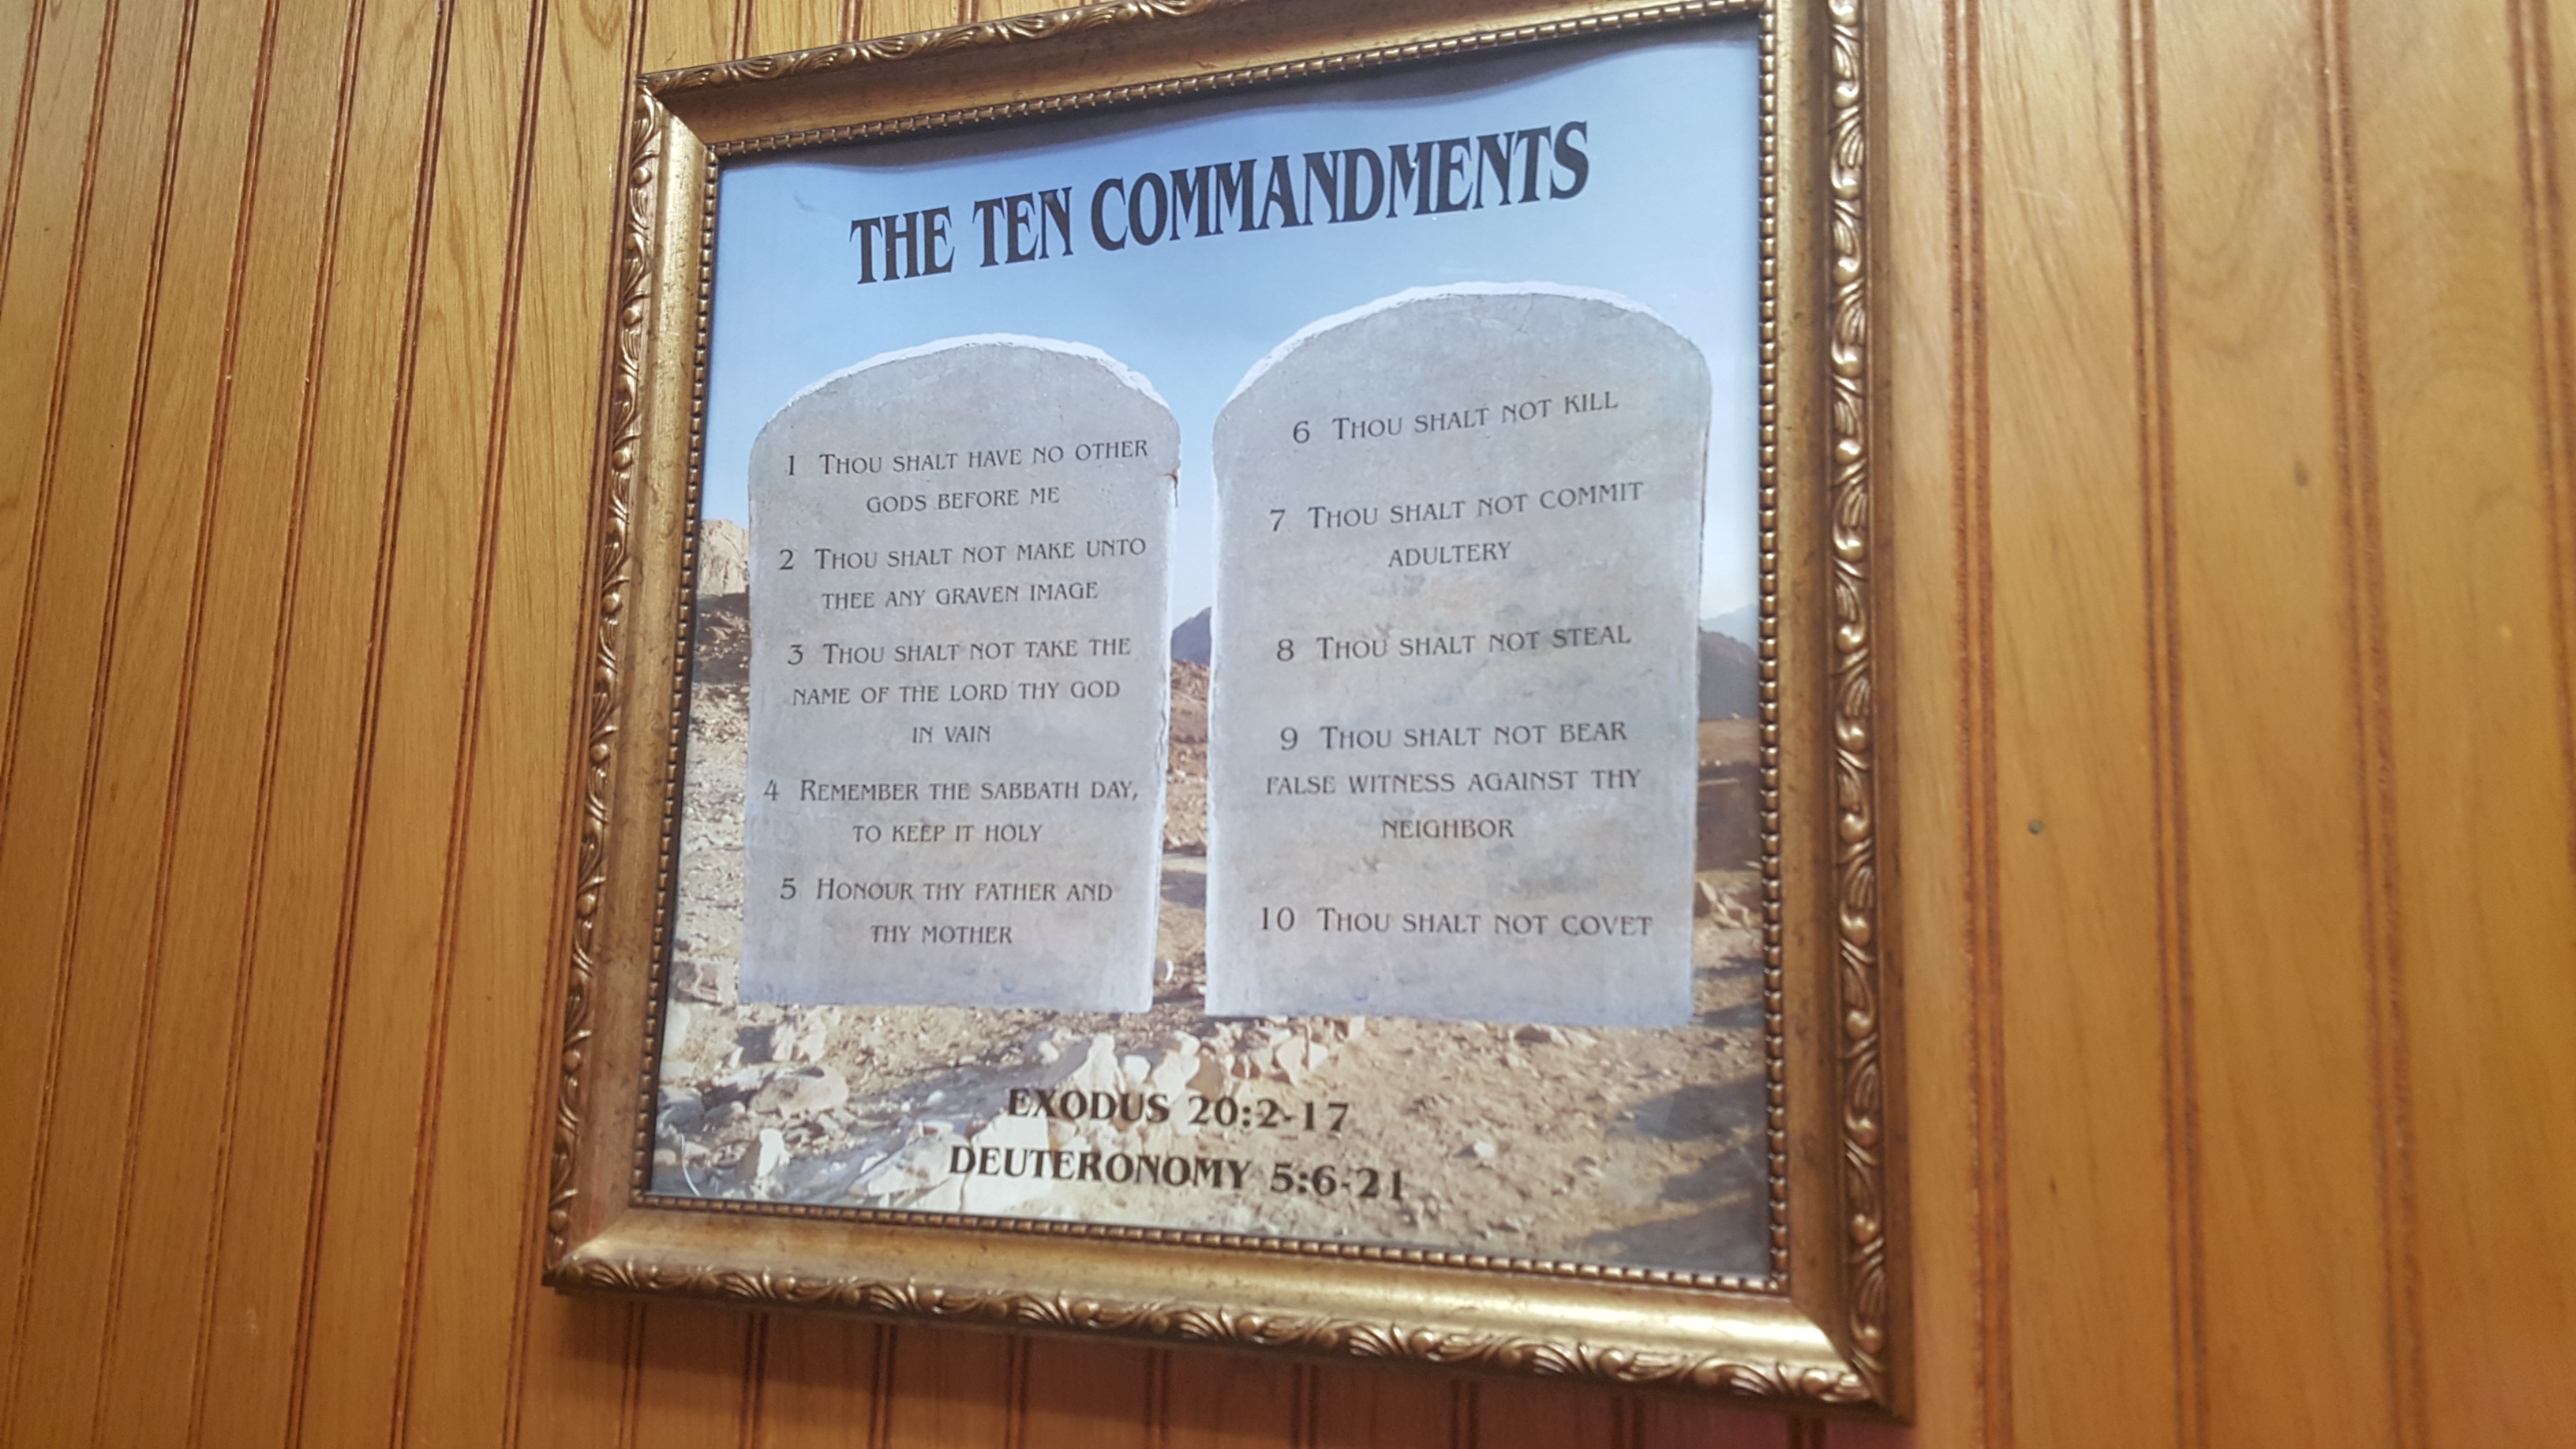 THE TEN COMMANDMENTS
1 THOU SHALT HAVE NO OTHER
GODS BEFORE ME
2 THOU SHALT NOT MAKE UNTO
THEE ANY GRAVEN IMAGE
3 THOU SHALT NOT TAKE THE
NAME OF THE LORD THY GOD
IN VAIN
4 REMEMBER THE SABBATH DAY,
TO KEEP IT HOLY
5 HONOUR THY FATHER AND
THY MOTHER
6 THOU SHALT NOT KILL
7 THOU SHALT NOT COMMIT
ADULTERY
8 THOU SHALT NOT STEAL
9 THOU SHALT NOT BEAR
FALSE WITNESS AGAINST THY
NEIGHBOR
10 THOU SHALT NOT COVET
EXODUS 20:2-17
DEUTERONOMY 5:6-21